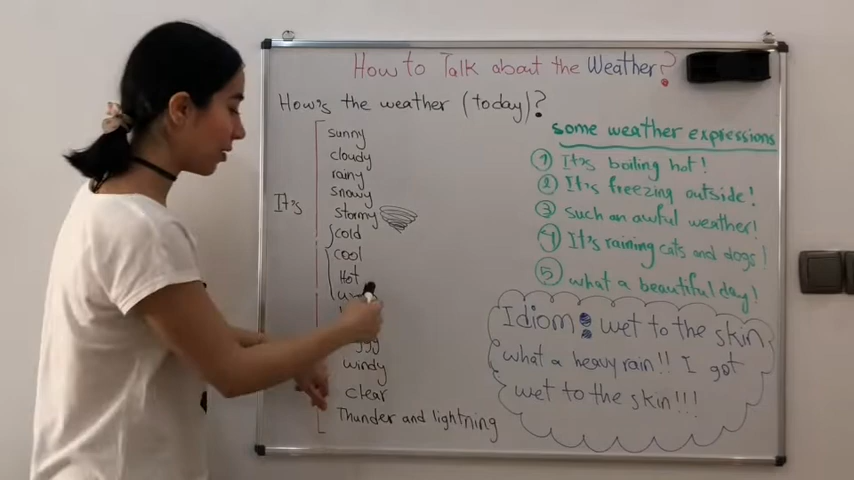 How to Talk about the Weather?
How's the weather (today)?
It's
sunny
cloudy
rainy
snowy
stormy
cold
cool
Hot
windy
clear
Thunder and lightning
some weather expressions
① It's boiling hot!
② It's freezing outside!
③ such an awful weather!
④ It's raining cats and dogs!
⑤ what a beautiful day!
Idiom: wet to the skin
what a heavy rain!! I got
wet to the skin!!!